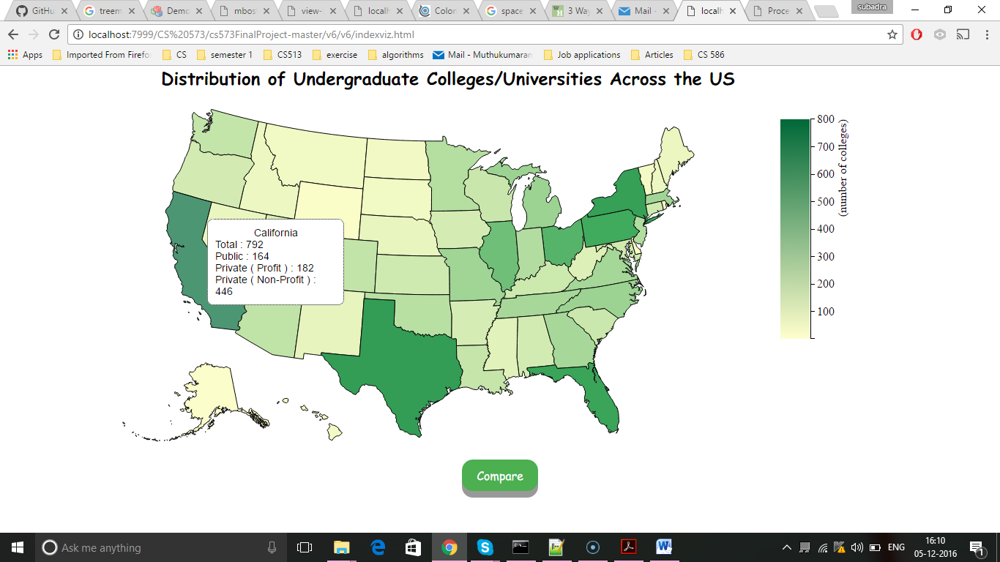 GitHu
treem
Demo
mbos
view-
localh
Color
space
3 Way
Mail -
localh
Proce
subadra
localhost:7999/CS%20573/cs573FinalProject-master/v6/v6/indexviz.html
Apps
Imported From Firefo
CS
semester 1
CS513
exercise
algorithms
Mail - Muthukumaran
Job applications
Articles
CS 586
Distribution of Undergraduate Colleges/Universities Across the US
800
700
600
500
400
300
200
100
(number of colleges)
California
Total : 792
Public : 164
Private ( Profit ) : 182
Private ( Non-Profit ) :
446
Compare
Ask me anything
ENG
16:10
05-12-2016
1